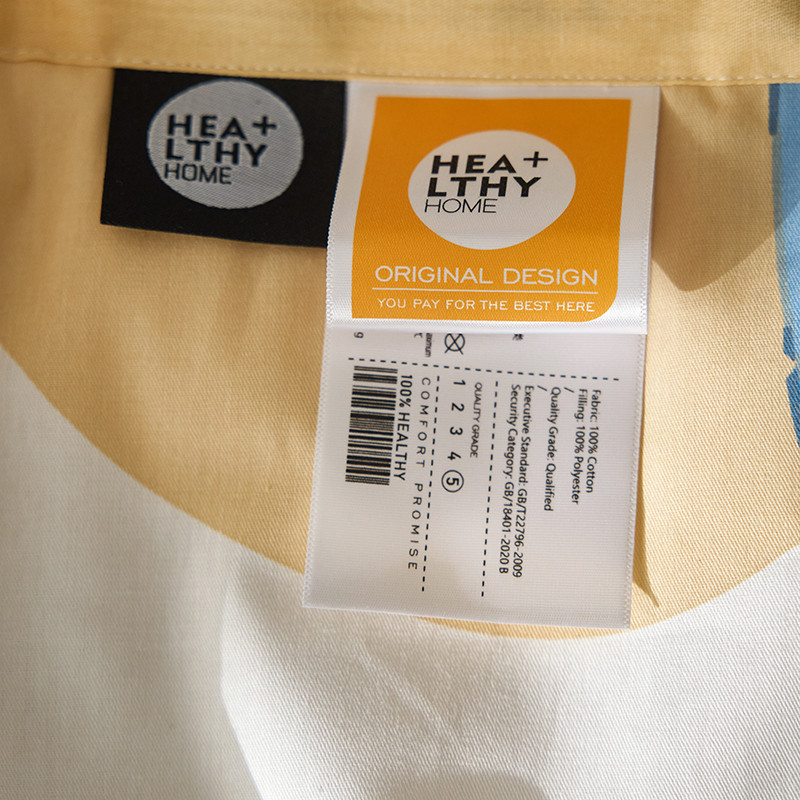 HEA+
LTHY
HOME
HEA+
LTHY
HOME
ORIGINAL DESIGN
YOU PAY FOR THE BEST HERE
Fabric: 100% Cotton
Filling: 100% Polyester
/
Quality Grade: Qualified
/
Executive Standard: GB/T22796-2009
Security Category: GB/18401-2020 B
QUALITY GRADE
1 2 3 4 5
COMFORT PROMISE
100% HEALTHY